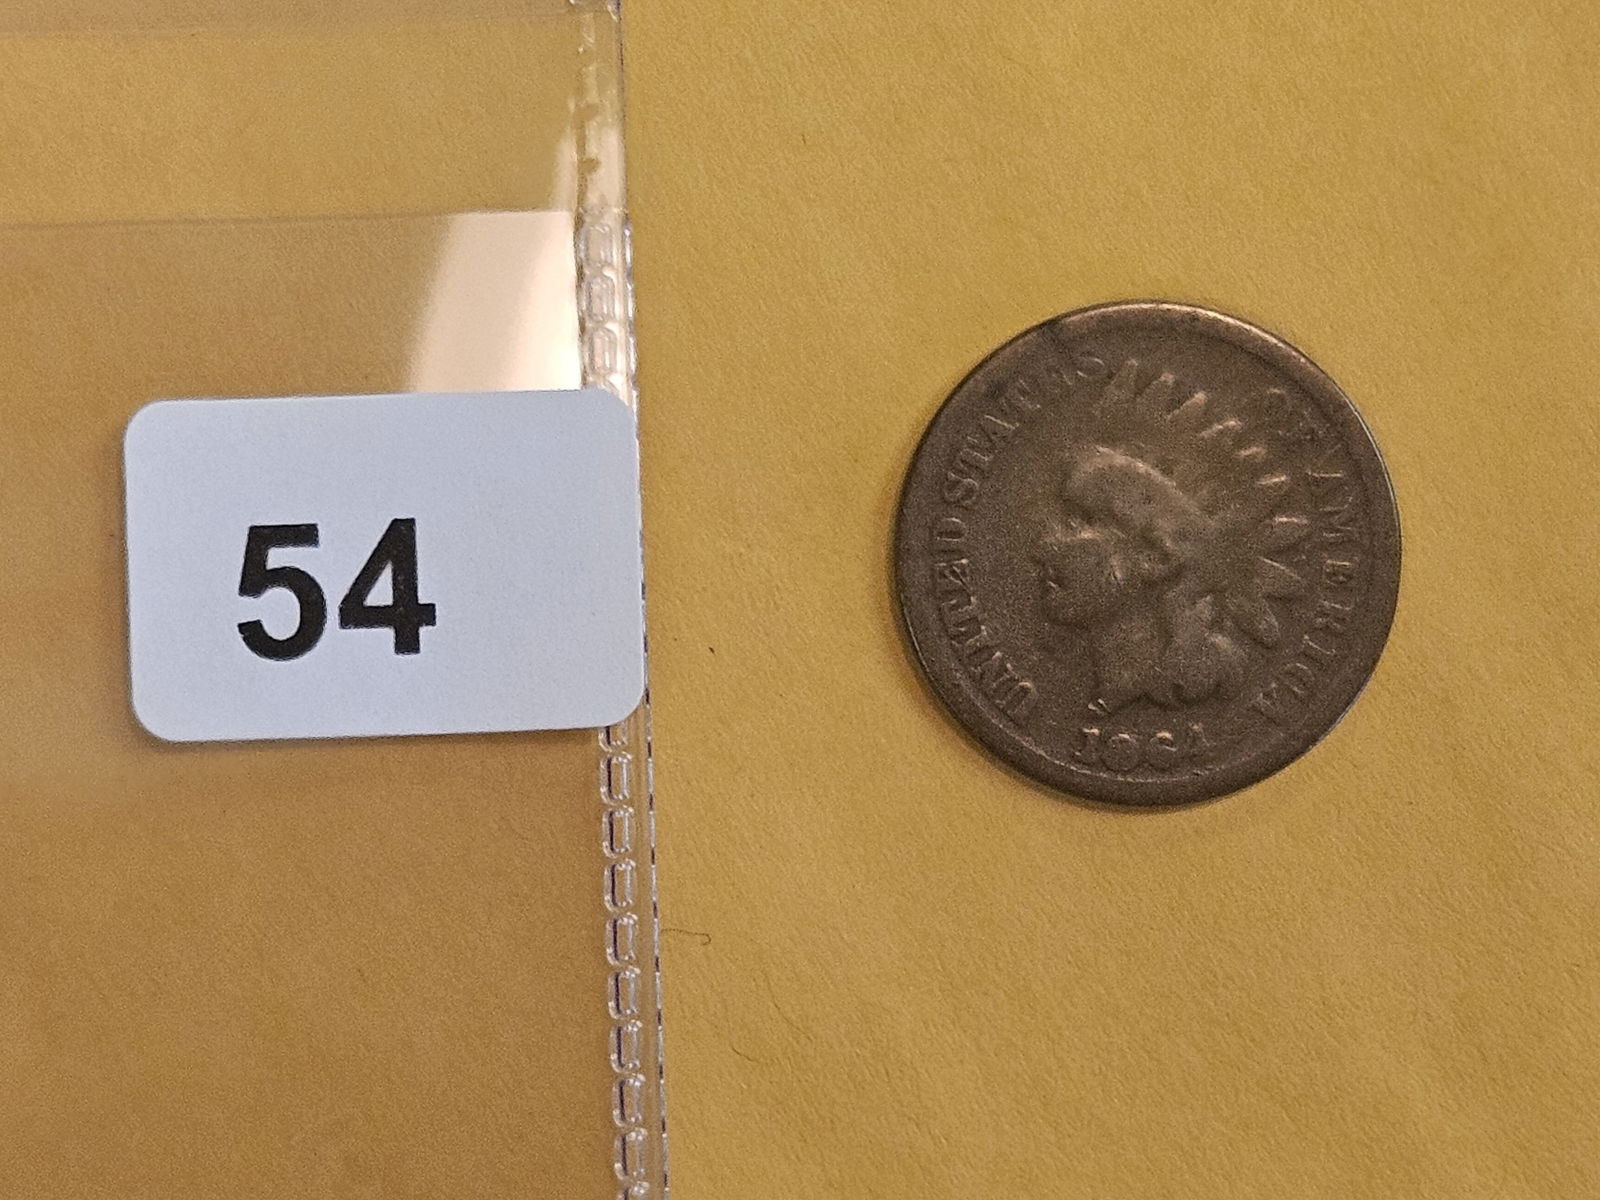 54
UNITED STATES OF AMERICA